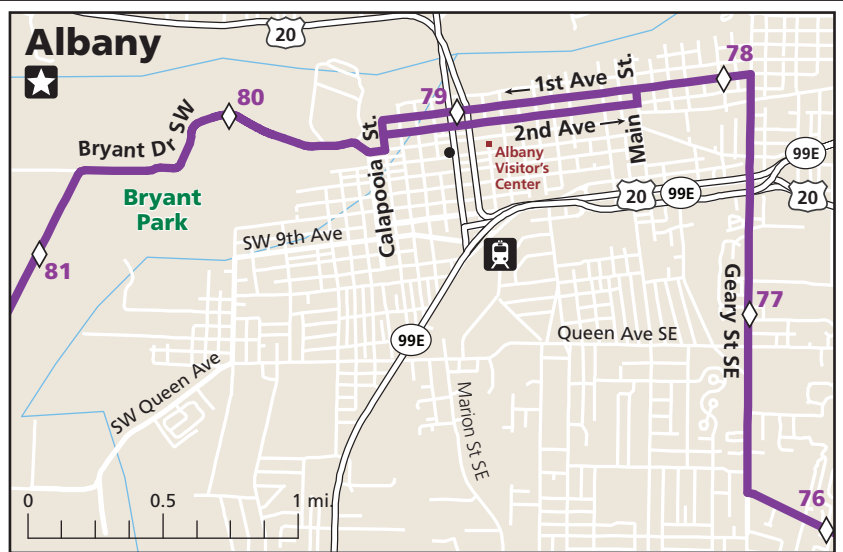 Albany
20
78
79
← 1st Ave
2nd Ave →
Main St.
80
Bryant Dr SW
Calapooia St.
Albany
Visitor's
Center
99E
20
99E
20
Bryant
Park
SW 9th Ave
81
Geary St SE
77
99E
Queen Ave SE
SW Queen Ave
Marion St SE
0 0.5 1 mi.
76